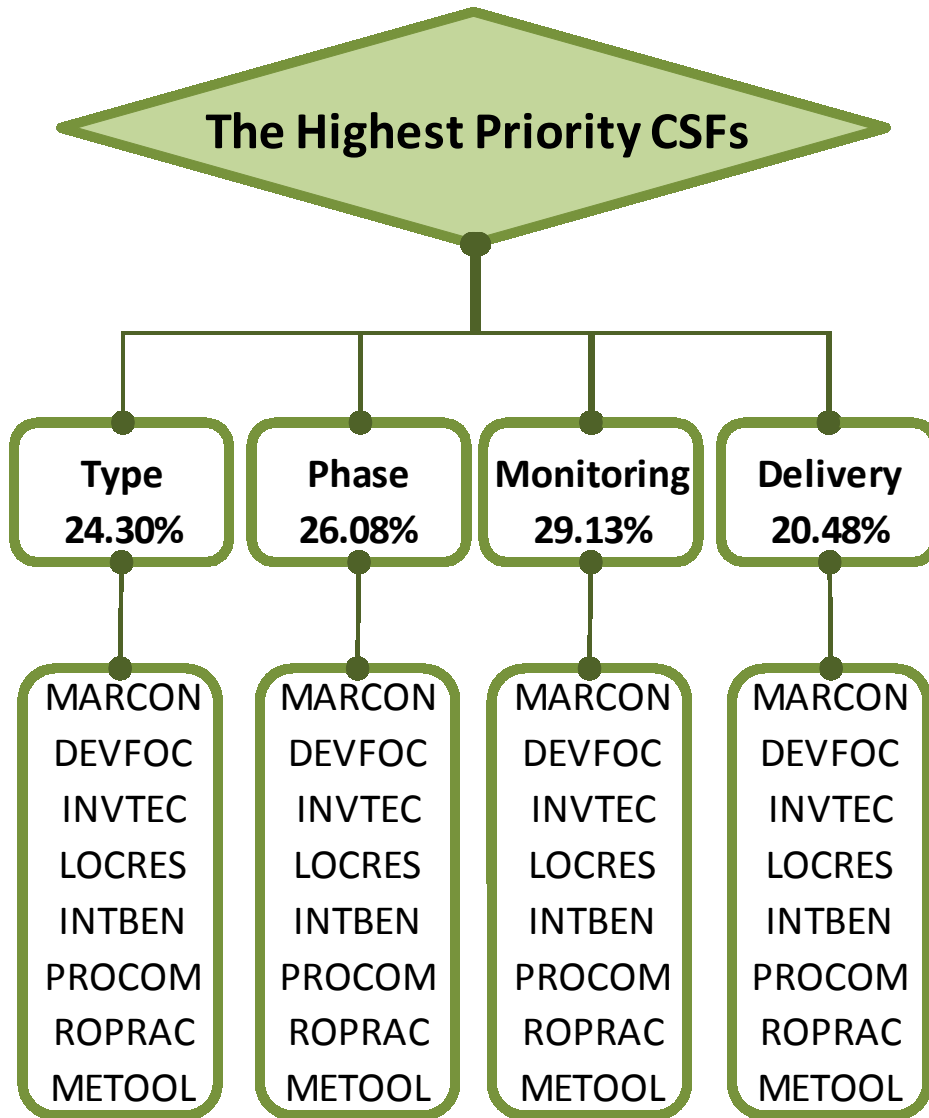 The Highest Priority CSFs
Type
24.30%
Phase
26.08%
Monitoring
29.13%
Delivery
20.48%
MARCON
DEVFOC
INVTEC
LOCRES
INTBEN
PROCOM
ROPRAC
METOOL
MARCON
DEVFOC
INVTEC
LOCRES
INTBEN
PROCOM
ROPRAC
METOOL
MARCON
DEVFOC
INVTEC
LOCRES
INTBEN
PROCOM
ROPRAC
METOOL
MARCON
DEVFOC
INVTEC
LOCRES
INTBEN
PROCOM
ROPRAC
METOOL